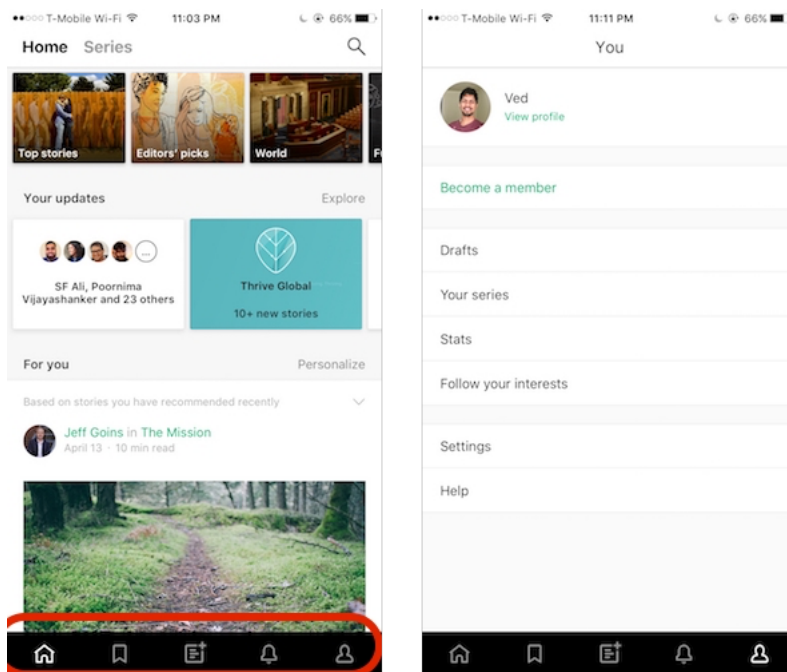 T-Mobile Wi-Fi 11:03 PM 66%
Home Series
Top stories Editors' picks World F
Your updates Explore
SF Ali, Poornima
Vijayashanker and 23 others
Thrive Global
10+ new stories
For you Personalize
Based on stories you have recommended recently
Jeff Goins in The Mission
April 13 · 10 min read
T-Mobile Wi-Fi 11:11 PM 66%
You
Ved
View profile
Become a member
Drafts
Your series
Stats
Follow your interests
Settings
Help